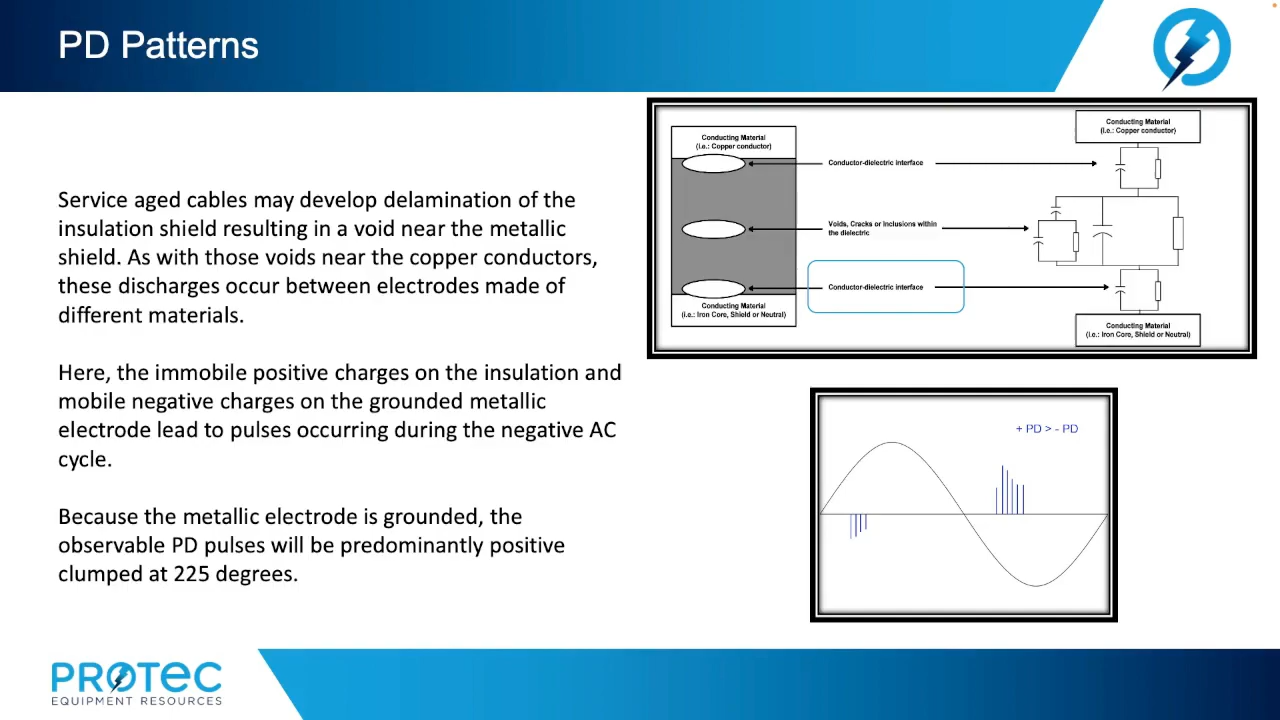 PD Patterns
Service aged cables may develop delamination of the
insulation shield resulting in a void near the metallic
shield. As with those voids near the copper conductors,
these discharges occur between electrodes made of
different materials.
Here, the immobile positive charges on the insulation and
mobile negative charges on the grounded metallic
electrode lead to pulses occurring during the negative AC
cycle.
Because the metallic electrode is grounded, the
observable PD pulses will be predominantly positive
clumped at 225 degrees.
Conducting Material
(i.e.: Copper conductor)
Conductor-dielectric interface
Voids, Cracks or Inclusions within
the dielectric
Conductor-dielectric interface
Conducting Material
(i.e.: Iron Core, Shield or Neutral)
Conducting Material
(i.e.: Copper conductor)
Conducting Material
(i.e.: Iron Core, Shield or Neutral)
+ PD > - PD
PROTEC
EQUIPMENT RESOURCES